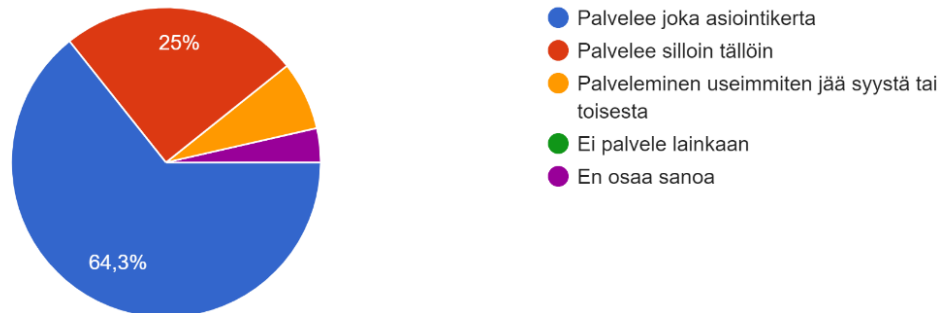 25%
64,3%
Palvelee joka asiointikerta
Palvelee silloin tällöin
Palveleminen useimmiten jää syystä tai
toisesta
Ei palvele lainkaan
En osaa sanoa